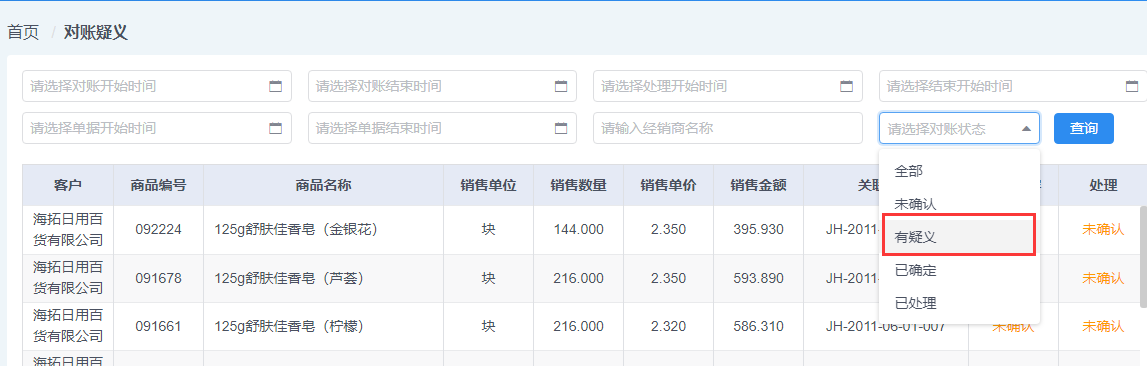 首页 / 对账疑义
请选择对账开始时间 请选择对账结束时间 请选择处理开始时间 请选择结束开始时间
请选择单据开始时间 请选择单据结束时间 请输入经销商名称 请选择对账状态 查询
全部
未确认
有疑义
已确定
已处理
客户 商品编号 商品名称 销售单位 销售数量 销售单价 销售金额 关联 处理
海拓日用百
货有限公司 092224 125g舒肤佳香皂（金银花） 块 144.000 2.350 395.930 JH-2011- 未确认
海拓日用百
货有限公司 091678 125g舒肤佳香皂（芦荟） 块 216.000 2.350 593.890 JH-2011- 未确认
海拓日用百
货有限公司 091661 125g舒肤佳香皂（柠檬） 块 216.000 2.320 586.310 JH-2011-06-01-007 未确认 未确认
海拓日用百